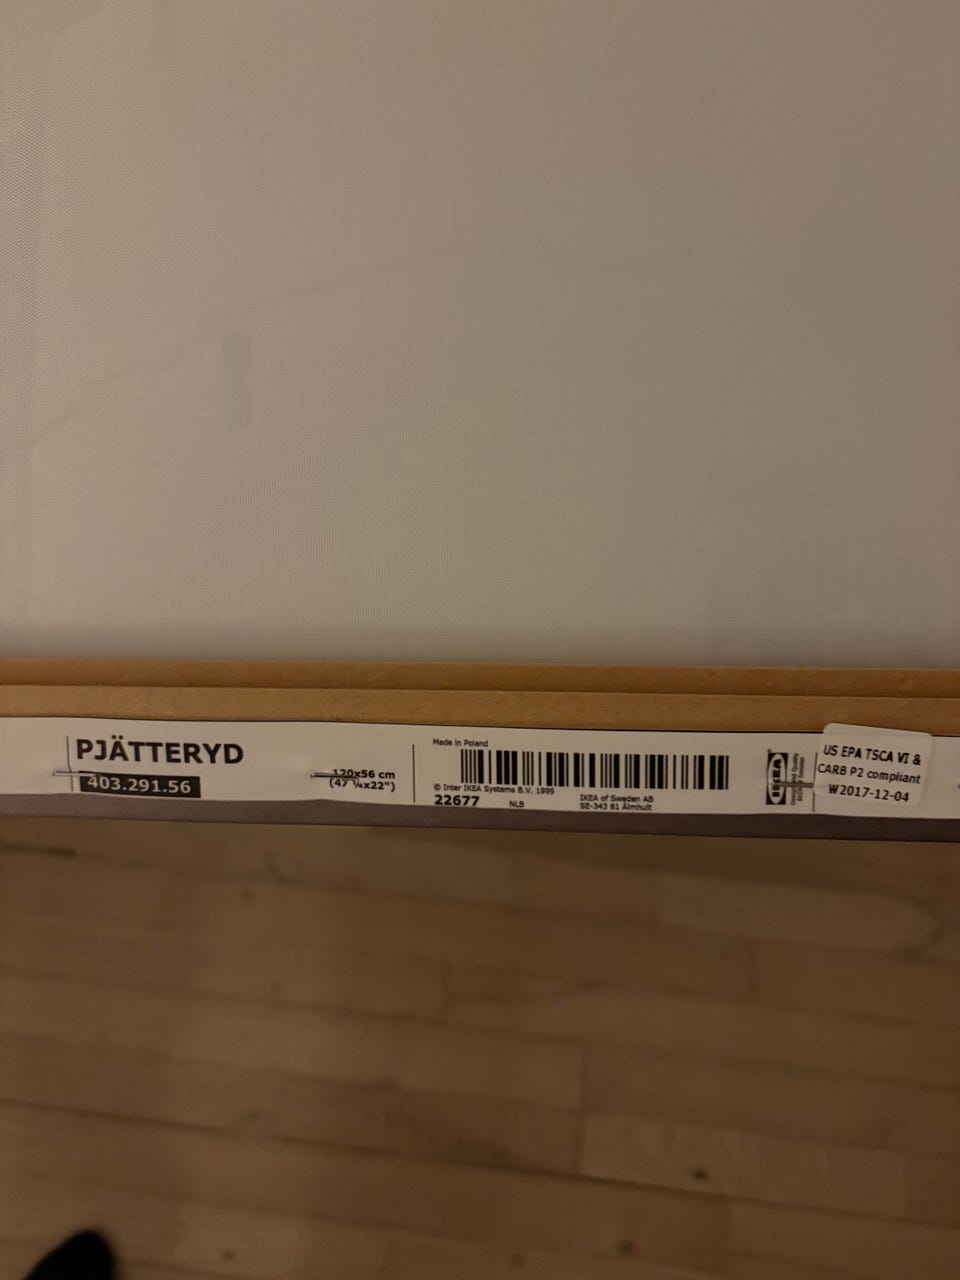 PJÄTTERYD
403.291.56
120x56 cm
(47 ¼x22")
Made in Poland
© Inter IKEA Systems B.V. 1999
22677
NLB
IKEA of Sweden AB
SE-343 81 Älmhult
IKEA
US EPA TSCA VI &
CARB P2 compliant
W2017-12-04